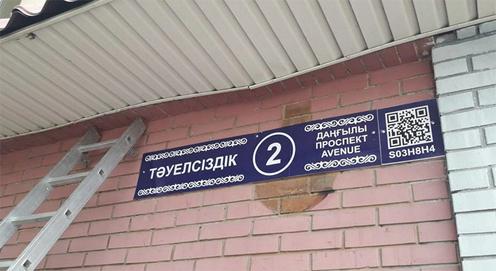 ТӘУЕЛСІЗДІК
2
ДАҢҒЫЛЫ
ПРОСПЕКТ
AVENUE
S03H8H4